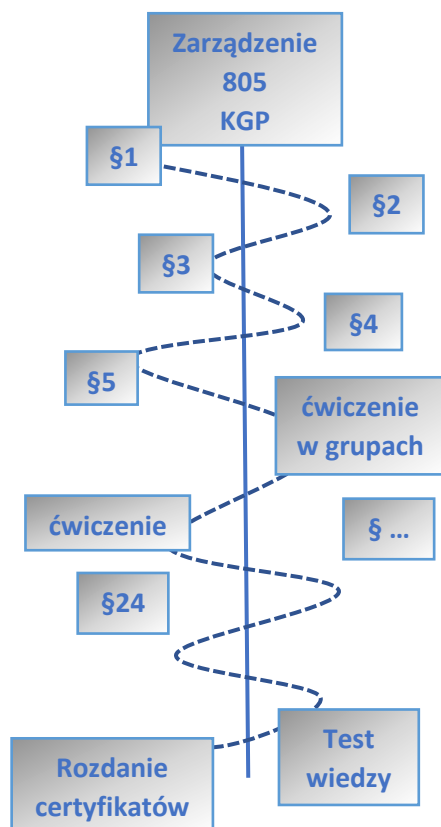 Zarządzenie
805
KGP
§1
§2
§3
§4
§5
ćwiczenie
w grupach
ćwiczenie
§ ...
§24
Test
wiedzy
Rozdanie
certyfikatów